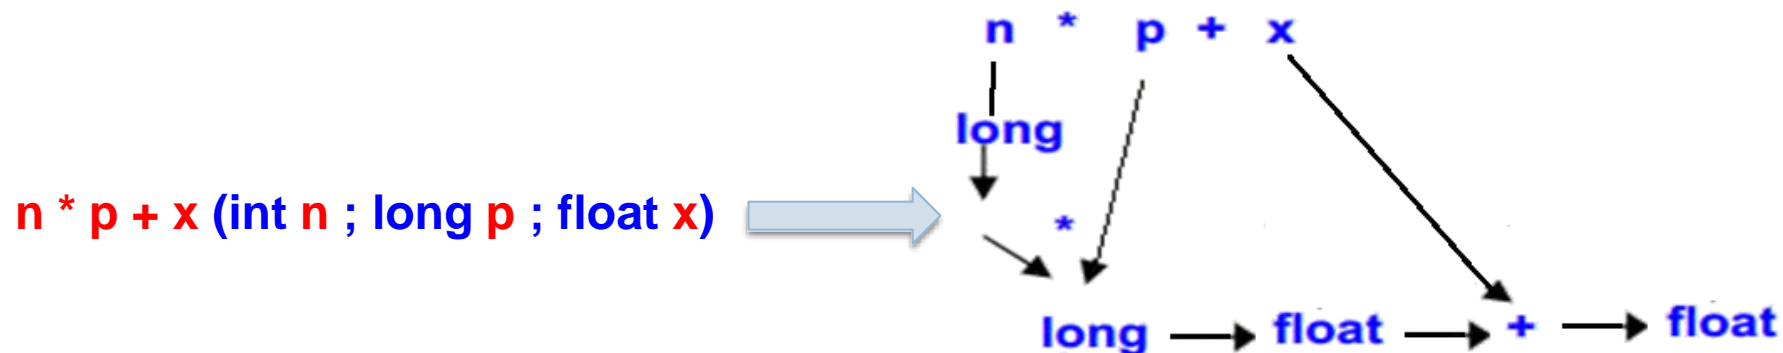 n * p + x
long
n * p + x (int n ; long p ; float x)
*
long float + float